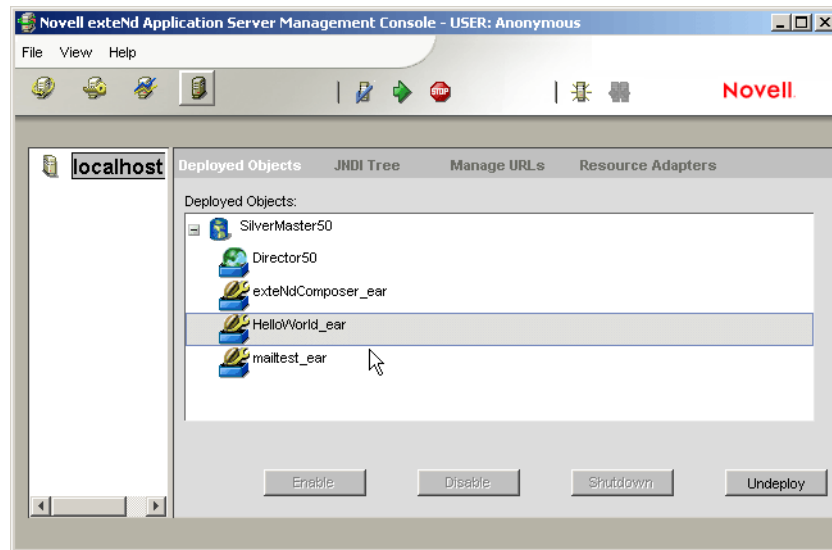 Novell exteNd Application Server Management Console - USER: Anonymous
File View Help
STOP
Novell.
localhost
Deployed Objects JNDI Tree Manage URLs Resource Adapters
Deployed Objects:
SilverMaster50
Director50
exteNdComposer_ear
HelloWorld_ear
mailtest_ear
Enable Disable Shutdown Undeploy